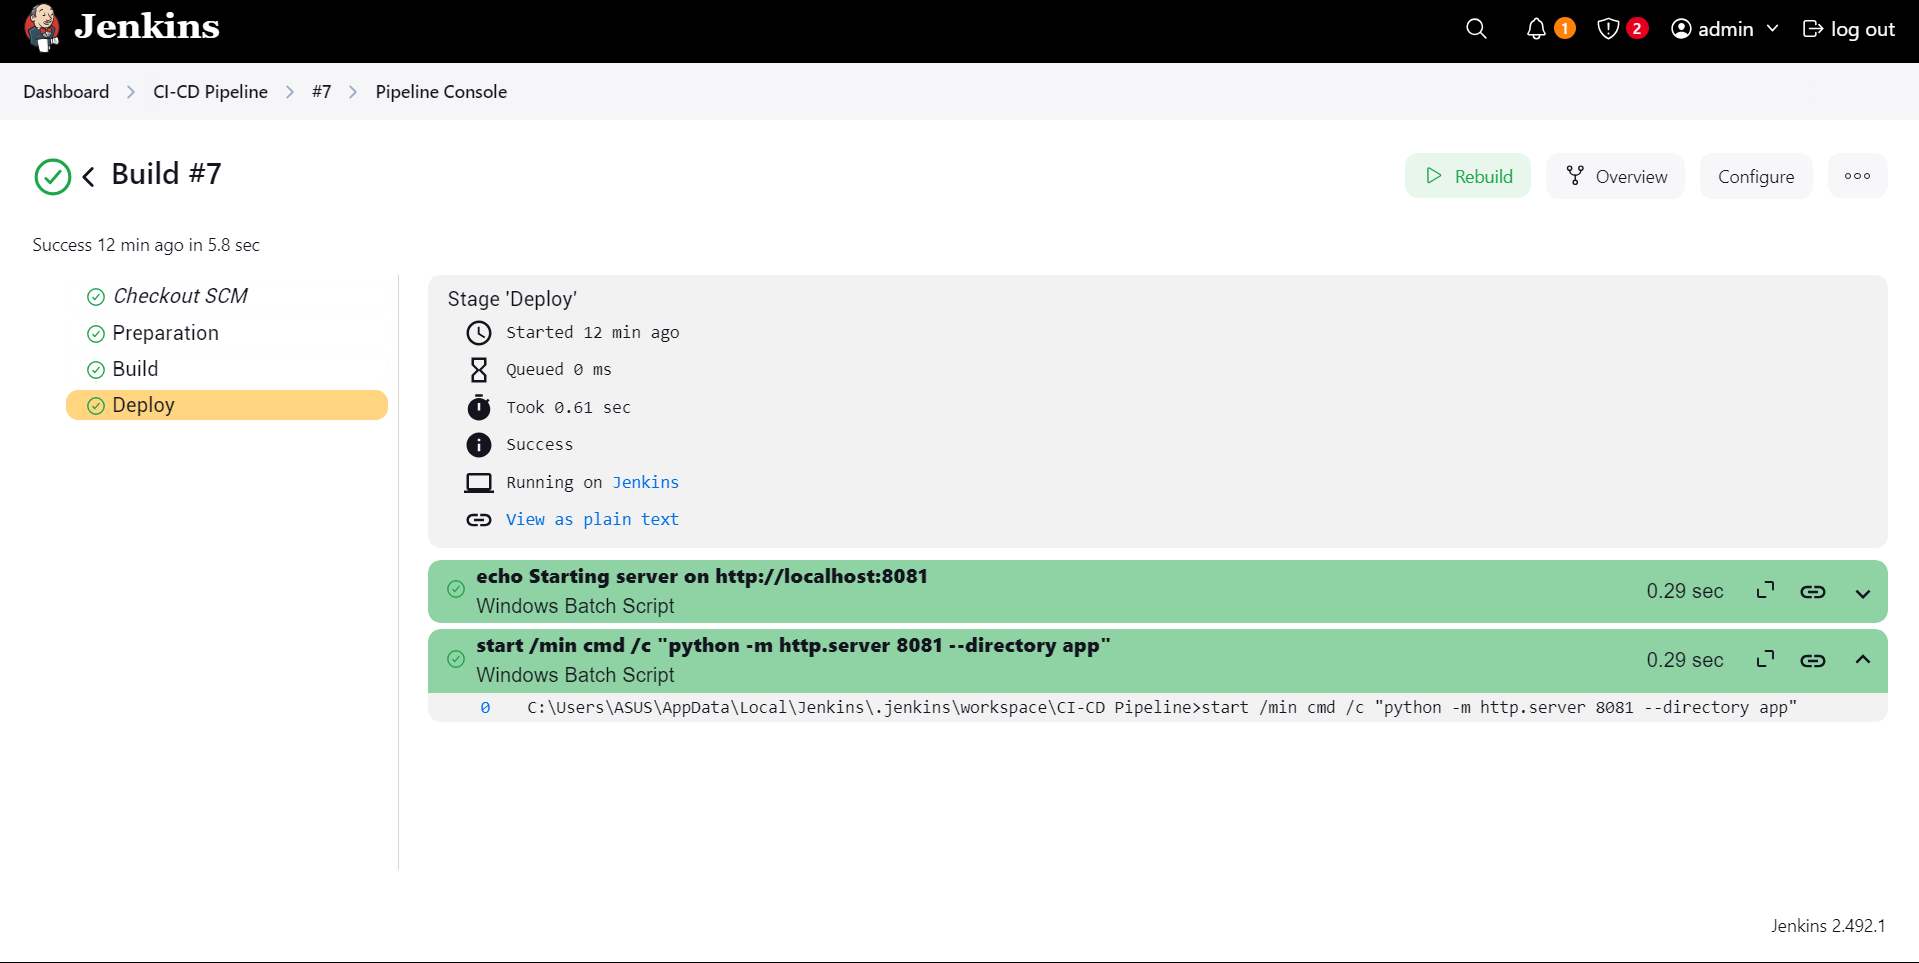 Jenkins
1
2
admin
log out
Dashboard
CI-CD Pipeline
#7
Pipeline Console
Build #7
Rebuild
Overview
Configure
Success 12 min ago in 5.8 sec
Checkout SCM
Preparation
Build
Deploy
Stage 'Deploy'
Started 12 min ago
Queued 0 ms
Took 0.61 sec
Success
Running on Jenkins
View as plain text
echo Starting server on http://localhost:8081
Windows Batch Script
0.29 sec
start /min cmd /c "python -m http.server 8081 --directory app"
Windows Batch Script
0.29 sec
0 C:\Users\ASUS\AppData\Local\Jenkins\.jenkins\workspace\CI-CD Pipeline>start /min cmd /c "python -m http.server 8081 --directory app"
Jenkins 2.492.1